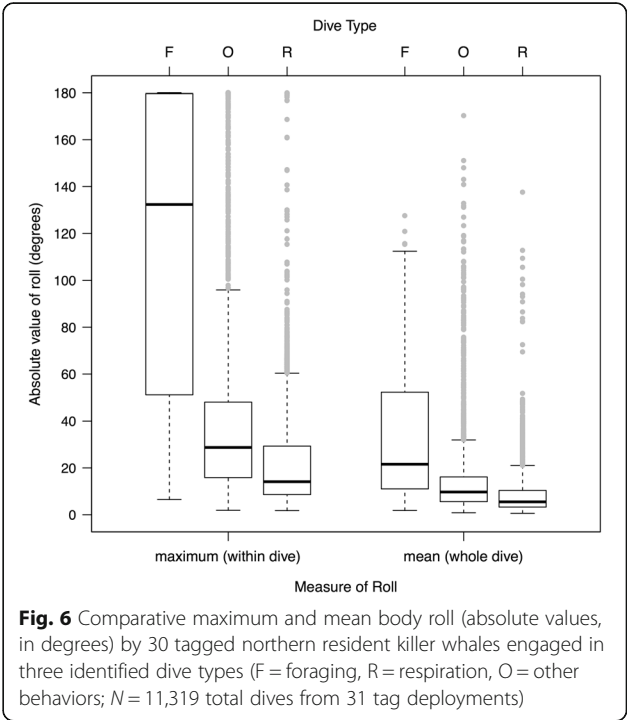 Dive Type
F O R F O R
Absolute value of roll (degrees)
180
160
140
120
100
80
60
40
20
0
maximum (within dive) mean (whole dive)
Measure of Roll
Fig. 6 Comparative maximum and mean body roll (absolute values,
in degrees) by 30 tagged northern resident killer whales engaged in
three identified dive types (F = foraging, R = respiration, O = other
behaviors; N = 11,319 total dives from 31 tag deployments)